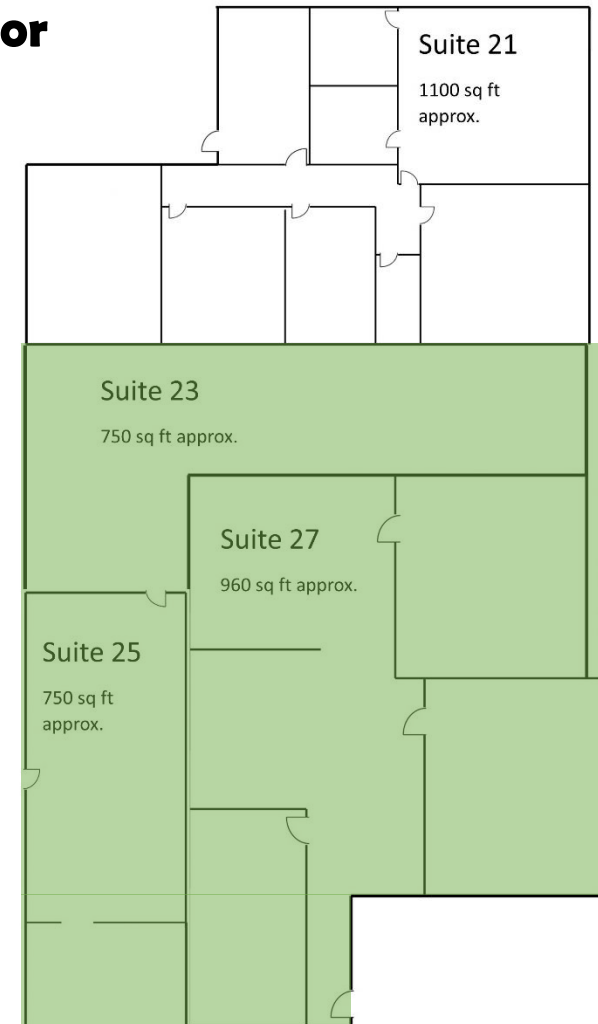 or
Suite 21
1100 sq ft
approx.
Suite 23
750 sq ft approx.
Suite 27
960 sq ft approx.
Suite 25
750 sq ft
approx.